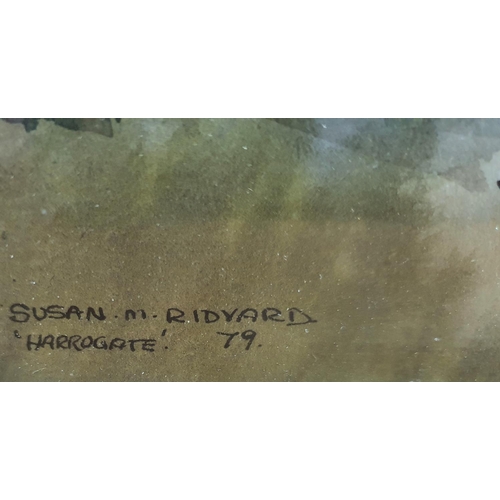 SUSAN. M. RIDYARD
'HARROGATE'. 79.